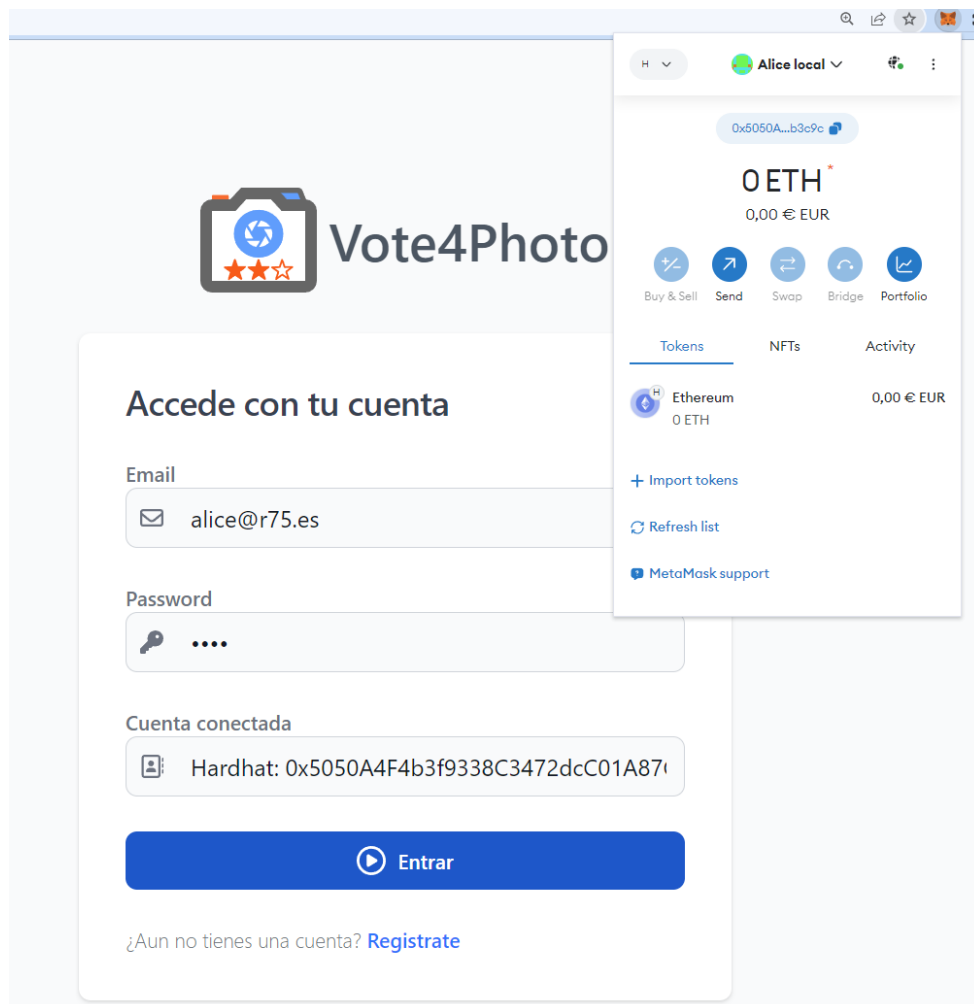 H
Alice local
0x5050A...b3c9c
0 ETH*
0,00 € EUR
Buy & Sell
Send
Swap
Bridge
Portfolio
Tokens
NFTs
Activity
H
Ethereum
0,00 € EUR
0 ETH
+ Import tokens
Refresh list
MetaMask support
Vote4Photo
Accede con tu cuenta
Email
alice@r75.es
Password
••••
Cuenta conectada
Hardhat: 0x5050A4F4b3f9338C3472dcC01A87
Entrar
¿Aun no tienes una cuenta? Registrate